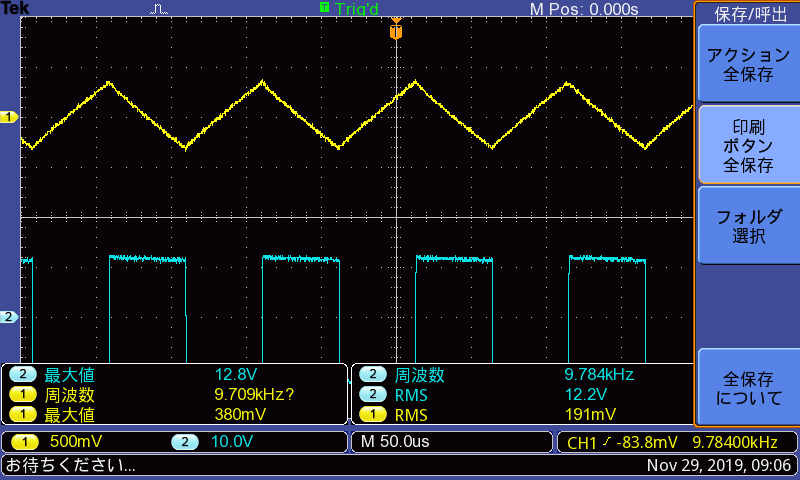 Tek
T Trig'd
M Pos: 0.000s
保存/呼出
アクション
全保存
印刷
ボタン
全保存
フォルダ
選択
全保存
について
T
1
2
2 最大値 12.8V
1 周波数 9.709kHz?
1 最大値 380mV
2 周波数 9.784kHz
2 RMS 12.2V
1 RMS 191mV
1 500mV 2 10.0V M 50.0us CH1 -83.8mV 9.78400kHz
お待ちください...
Nov 29, 2019, 09:06